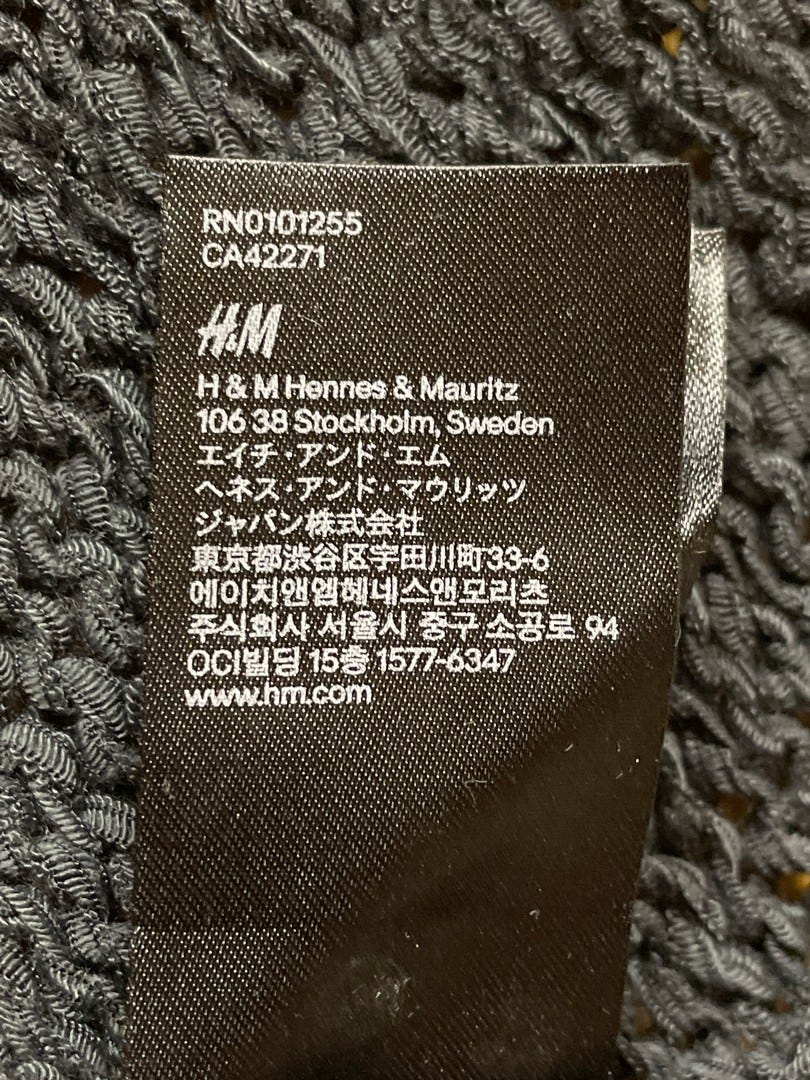 RN0101255
CA42271
H&M
H & M Hennes & Mauritz
106 38 Stockholm, Sweden
エイチ・アンド・エム
ヘネス・アンド・マウリッツ
ジャパン株式会社
東京都渋谷区宇田川町33-6
에이치앤엠헤네스앤모리츠
주식회사 서울시 중구 소공로 94
OCI빌딩 15층 1577-6347
www.hm.com